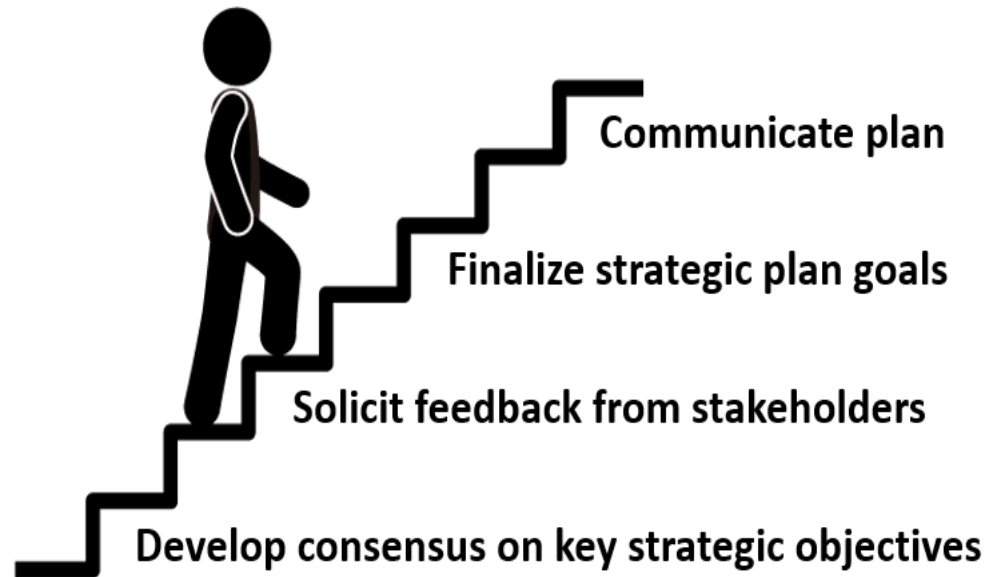 Communicate plan
Finalize strategic plan goals
Solicit feedback from stakeholders
Develop consensus on key strategic objectives